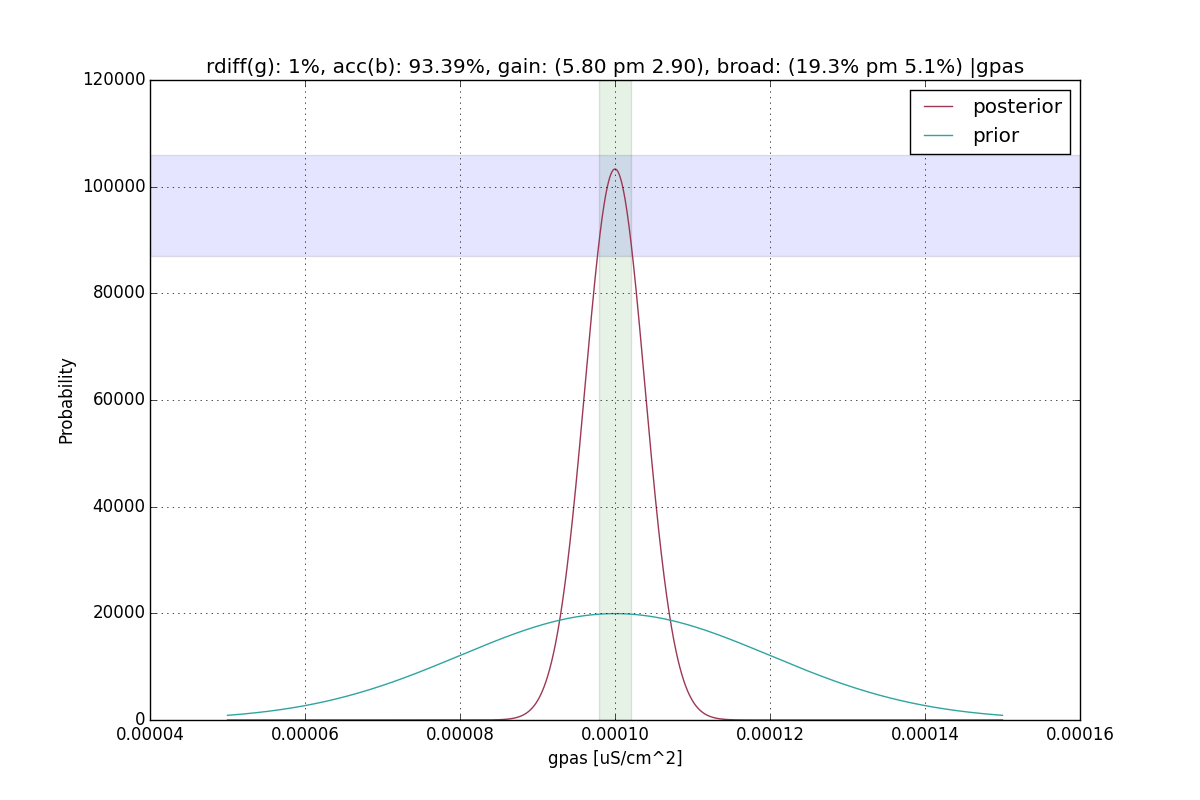 rdiff(g): 1%, acc(b): 93.39%, gain: (5.80 pm 2.90), broad: (19.3% pm 5.1%) |gpas
120000
100000
80000
60000
40000
20000
0
Probability
posterior
prior
0.00004
0.00006
0.00008
0.00010
0.00012
0.00014
0.00016
gpas [uS/cm^2]